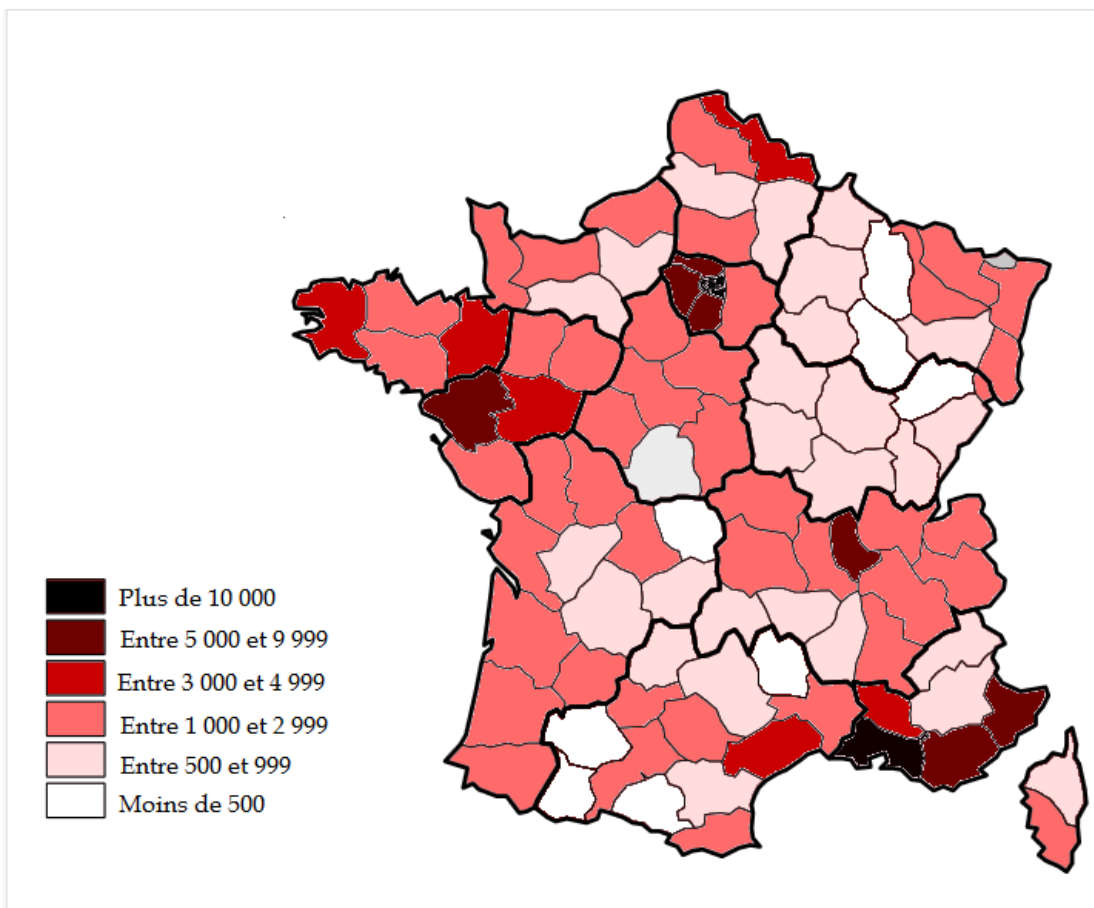 Plus de 10 000
Entre 5 000 et 9 999
Entre 3 000 et 4 999
Entre 1 000 et 2 999
Entre 500 et 999
Moins de 500